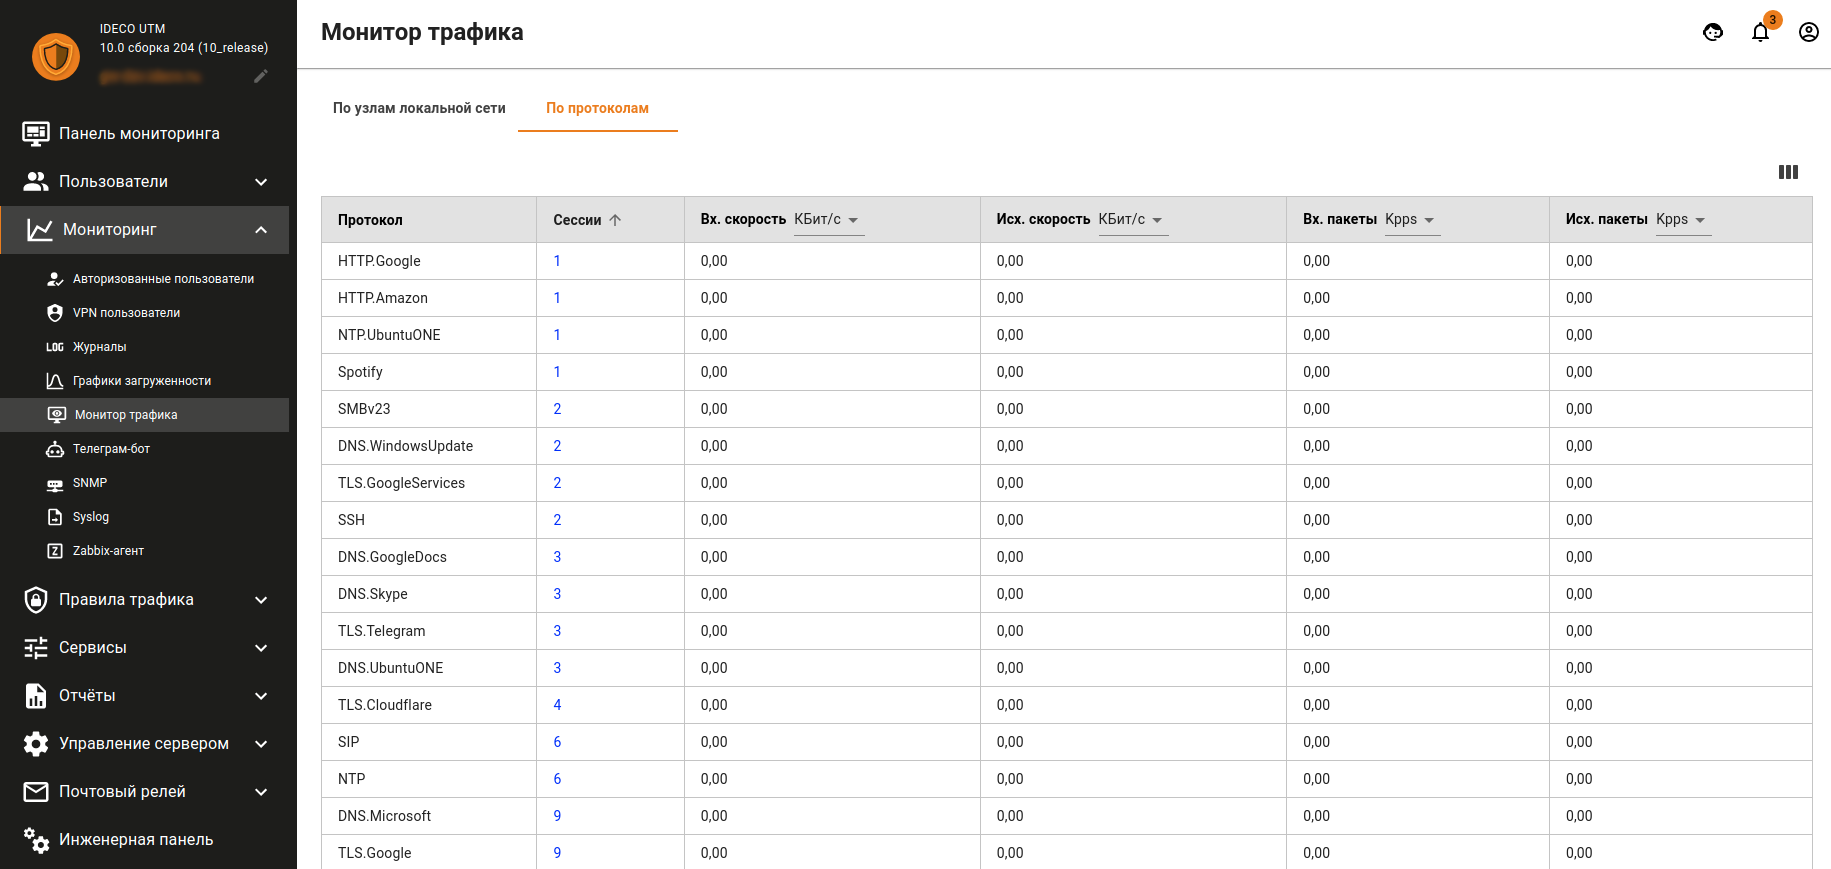 IDECO UTM
10.0 сборка 204 (10_release)
Панель мониторинга
Пользователи
Мониторинг
Авторизованные пользователи
VPN пользователи
LOG Журналы
Графики загруженности
Монитор трафика
Телеграм-бот
SNMP
Syslog
Z Zabbix-агент
Правила трафика
Сервисы
Отчёты
Управление сервером
Почтовый релей
Инженерная панель
Монитор трафика
3
По узлам локальной сети По протоколам
Протокол Сессии Вх. скорость КБит/с Исх. скорость КБит/с Вх. пакеты Kpps Исх. пакеты Kpps
HTTP.Google 1 0,00 0,00 0,00 0,00
HTTP.Amazon 1 0,00 0,00 0,00 0,00
NTP.UbuntuONE 1 0,00 0,00 0,00 0,00
Spotify 1 0,00 0,00 0,00 0,00
SMBv23 2 0,00 0,00 0,00 0,00
DNS.WindowsUpdate 2 0,00 0,00 0,00 0,00
TLS.GoogleServices 2 0,00 0,00 0,00 0,00
SSH 2 0,00 0,00 0,00 0,00
DNS.GoogleDocs 3 0,00 0,00 0,00 0,00
DNS.Skype 3 0,00 0,00 0,00 0,00
TLS.Telegram 3 0,00 0,00 0,00 0,00
DNS.UbuntuONE 3 0,00 0,00 0,00 0,00
TLS.Cloudflare 4 0,00 0,00 0,00 0,00
SIP 6 0,00 0,00 0,00 0,00
NTP 6 0,00 0,00 0,00 0,00
DNS.Microsoft 9 0,00 0,00 0,00 0,00
TLS.Google 9 0,00 0,00 0,00 0,00